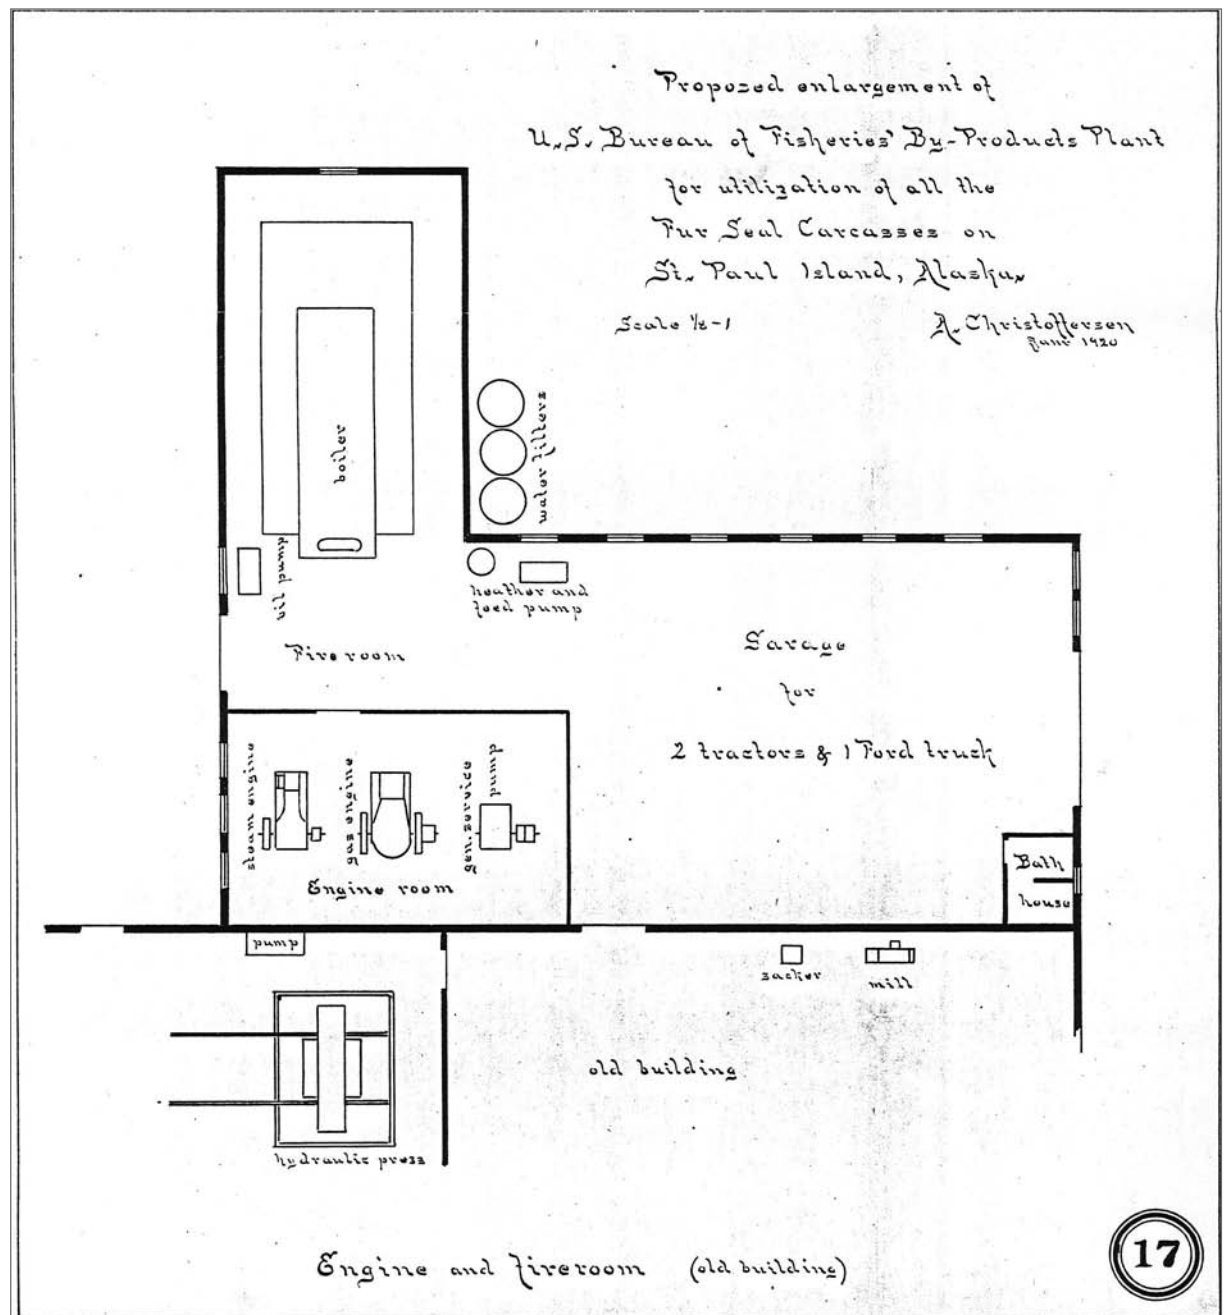 Proposed enlargement of
U.S. Bureau of Fisheries' By-Products Plant
for utilization of all the
Fur Seal Carcasses on
St. Paul Island, Alaska.
Scale 1/8-1
A. Christoffersen
1920
boiler
water filters
oil pump
heather and
feed pump
Fire room
Garage
for
2 tractors & 1 Ford truck
steam engine
gas engine
gen. service
pump
Engine room
Bath
house
pump
sacker
mill
old building
hydraulic press
Engine and fireroom (old building)
17